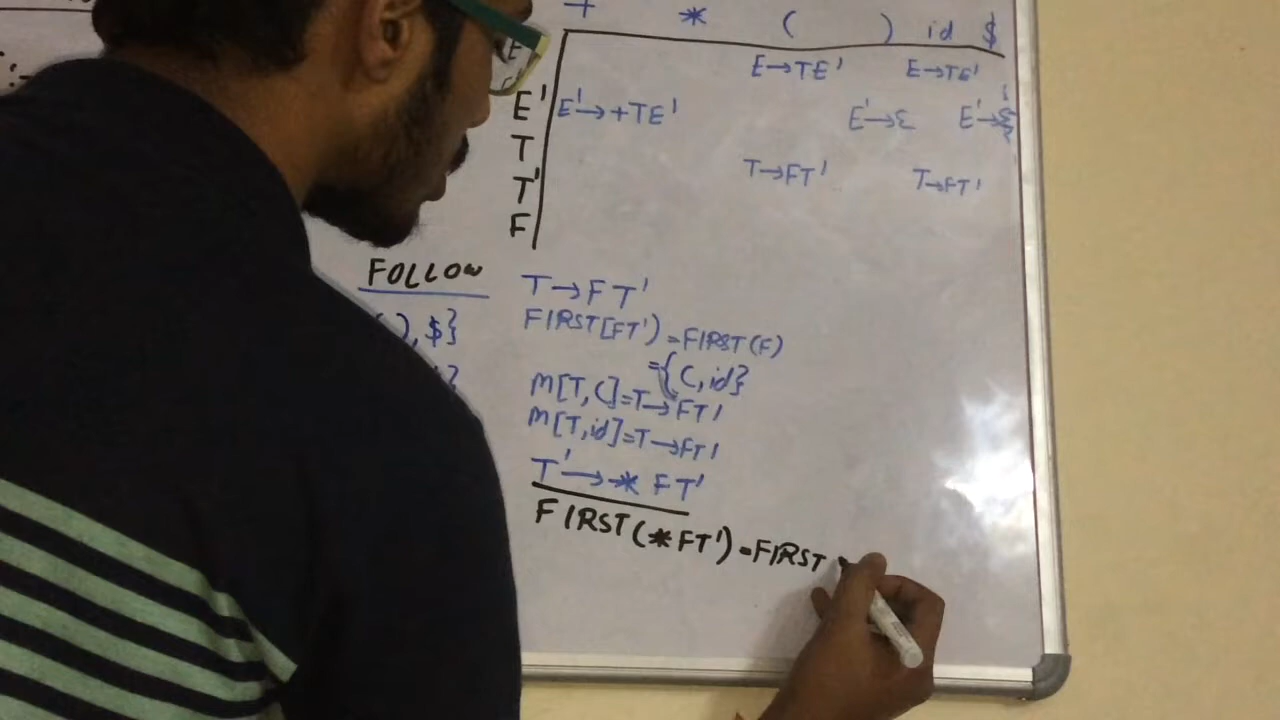 + * ( ) id $
E
E→TE' E→TE'
E' E'→+TE' E'→ε E'→ε
T T→FT' T→FT'
T'
F
FOLLOW
), $}
}
T→FT'
FIRST[FT')=FIRST(F)
={C, id}
M[T, C]=T→FT'
M[T, id]=T→FT'
T'→*FT'
FIRST(*FT')=FIRST